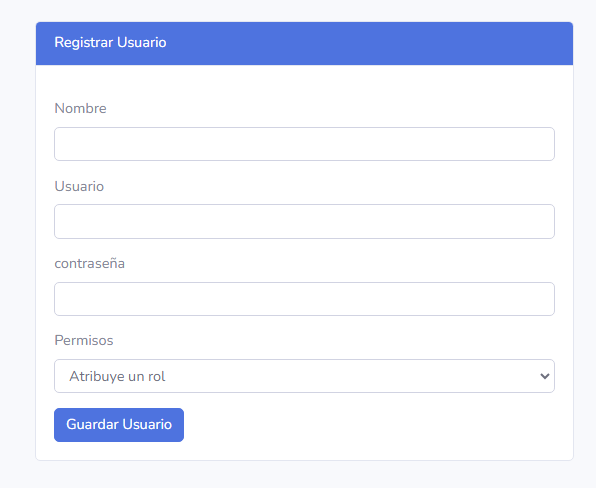 Registrar Usuario
Nombre
Usuario
contraseña
Permisos
Atribuye un rol
Guardar Usuario